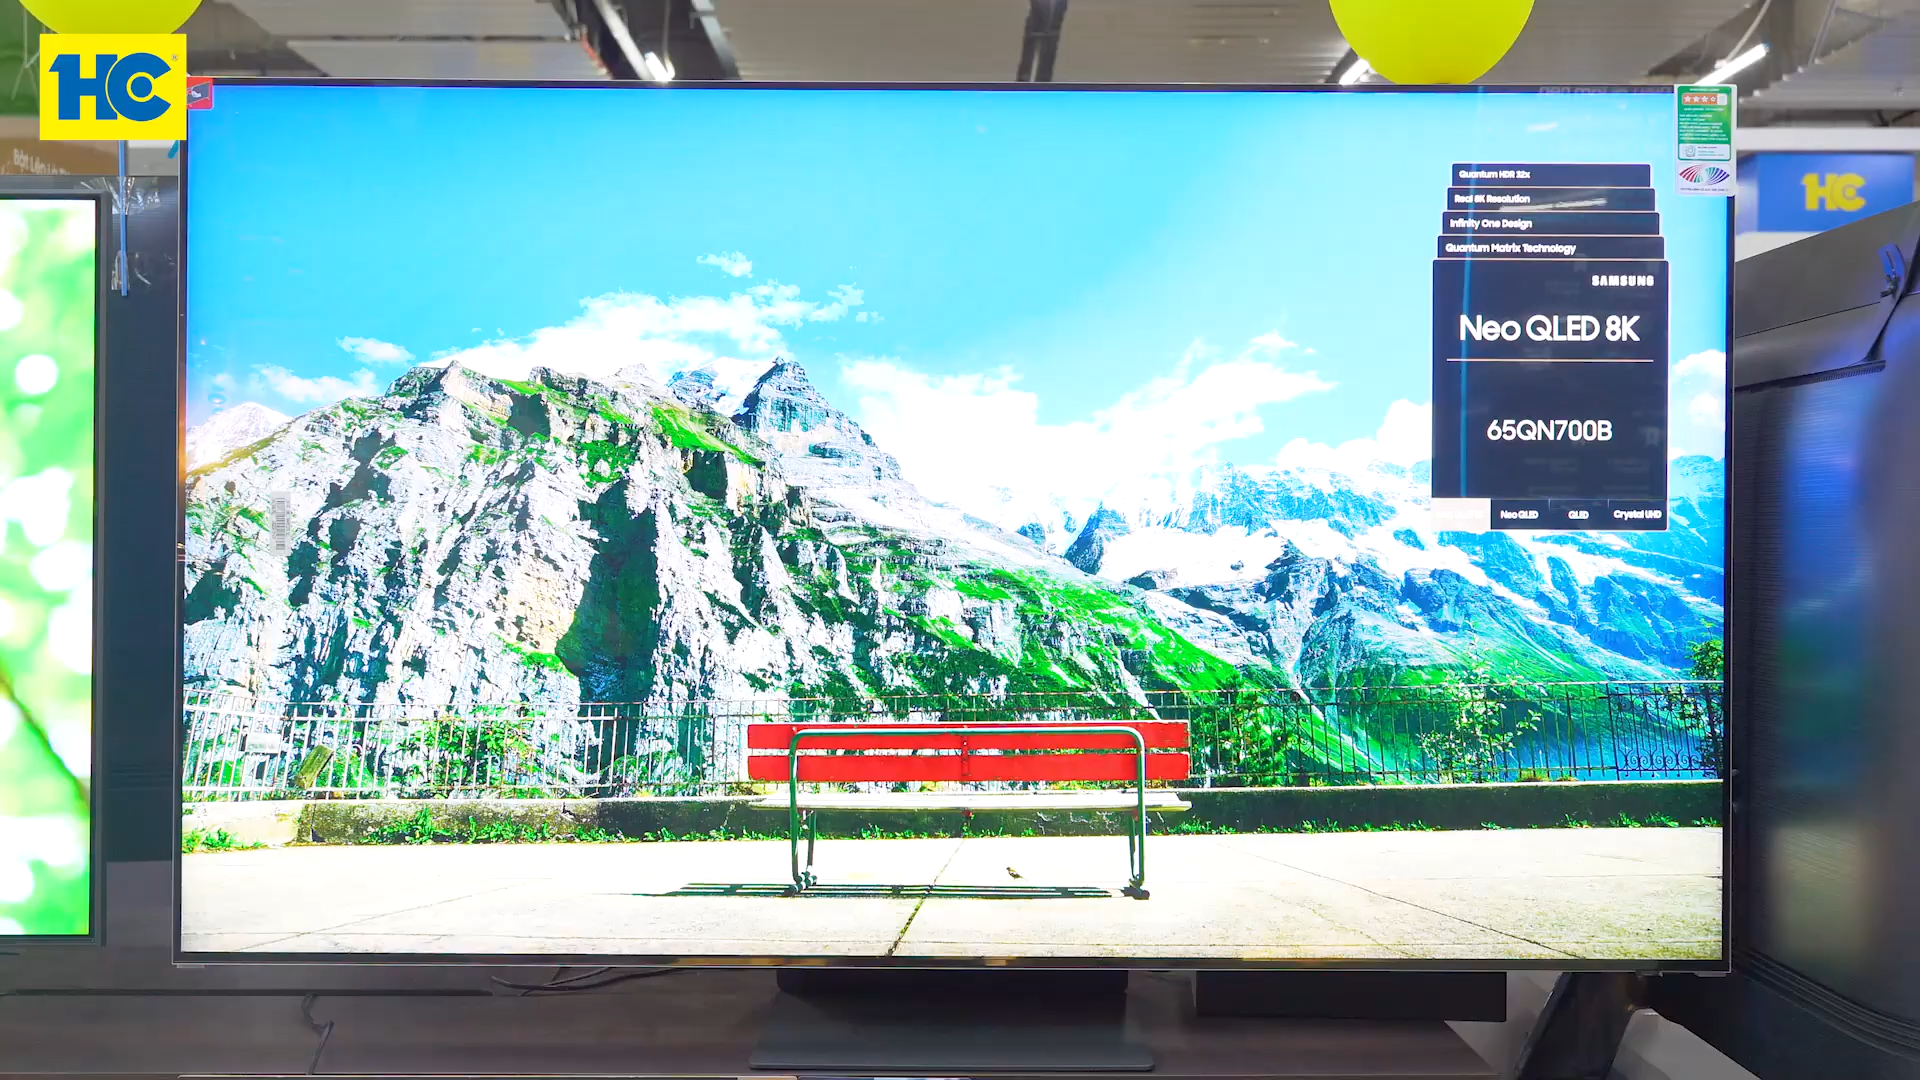 HC
HC
Quantum HDR 32x
Real 8K Resolution
Infinity One Design
Quantum Matrix Technology
SAMSUNG
Neo QLED 8K
65QN700B
Neo QLED
QLED
Crystal UHD